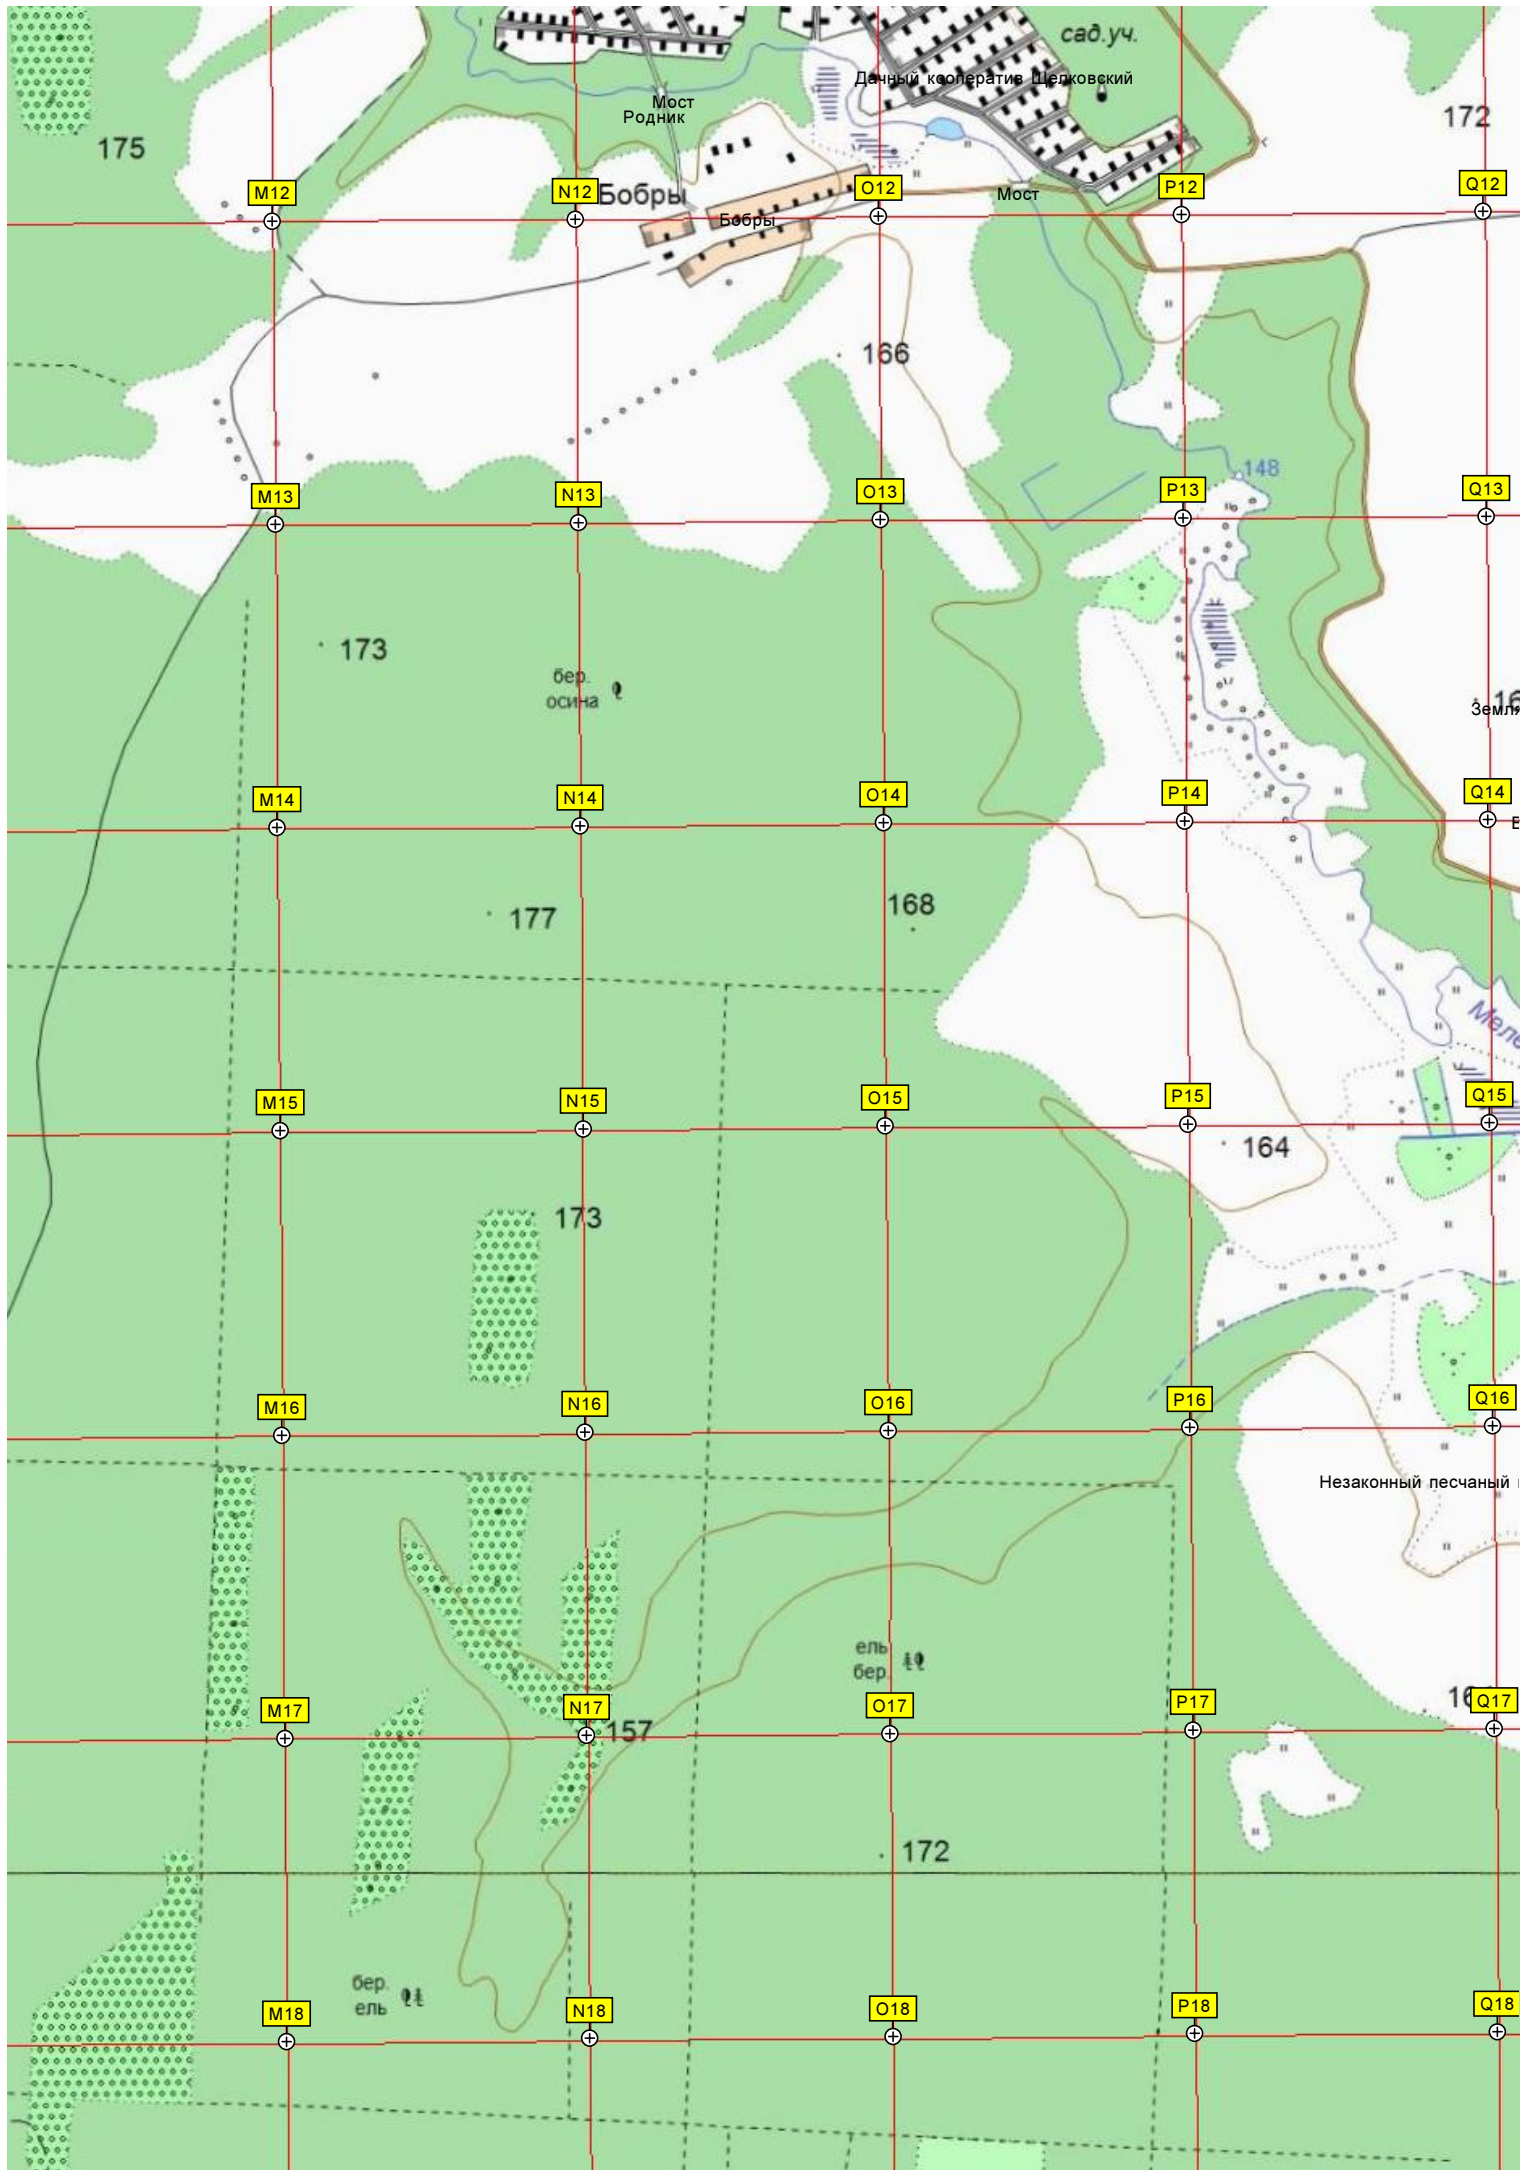 сад.уч.
Дачный кооператив Щелковский
Мост
Родник
172
175
M12
N12
Бобры
O12
Мост
P12
Q12
Бобры
166
148
M13
N13
O13
P13
Q13
173
бер.
осина
M14
N14
O14
P14
Q14
177
168
M15
N15
O15
P15
Q15
164
173
M16
N16
O16
P16
Q16
Незаконный песчаный
ель
бер.
M17
N17
O17
P17
Q17
157
172
бер.
ель
M18
N18
O18
P18
Q18